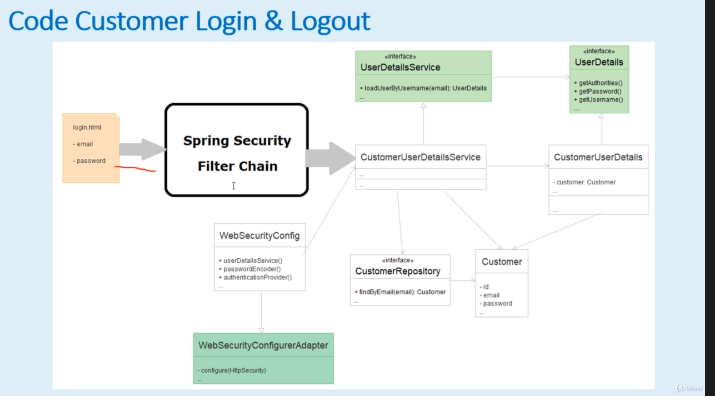 Code Customer Login & Logout
«interface»
UserDetailsService
+ loadUserByUsername(email): UserDetails
...
«interface»
UserDetails
+ getAuthorities()
+ getPassword()
+ getUsername()
...
login.html
- email
- password
Spring Security
Filter Chain
CustomerUserDetailsService
...
...
CustomerUserDetails
- customer: Customer
...
...
WebSecurityConfig
+ userDetailsService()
+ passwordEncoder()
+ authenticationProvider()
...
«interface»
CustomerRepository
+ findByEmail(email): Customer
...
Customer
- id
- email
- password
...
WebSecurityConfigurerAdapter
- configure(HttpSecurity)
...
Udemy